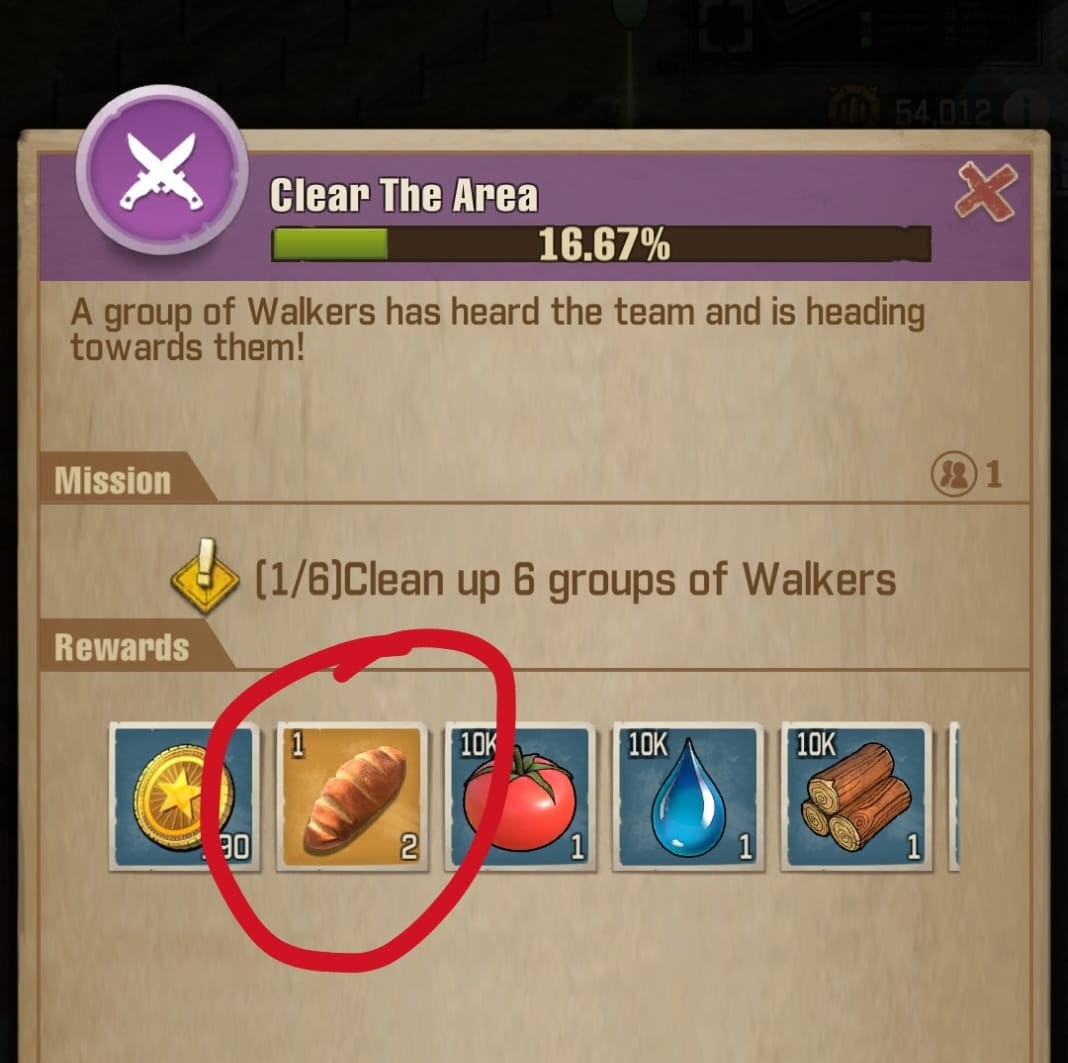 54,012
Clear The Area
16.67%
A group of Walkers has heard the team and is heading
towards them!
Mission
1
(1/6)Clean up 6 groups of Walkers
Rewards
1
10K
10K
10K
2
1
1
1